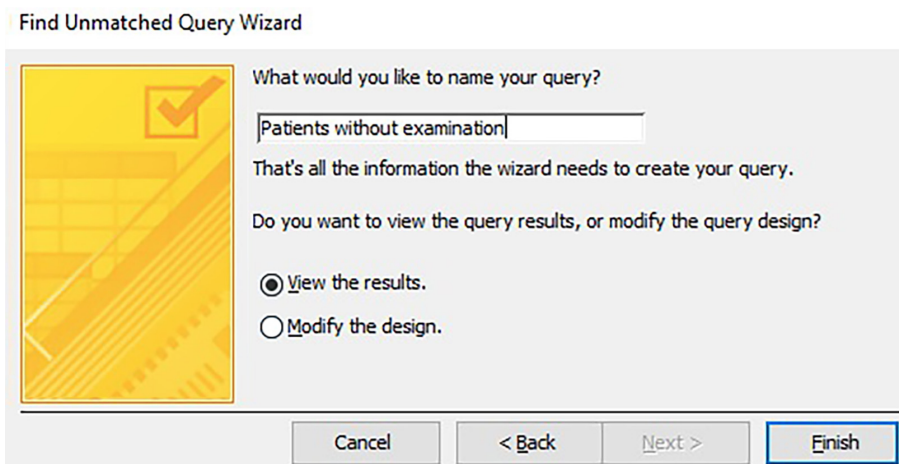 Find Unmatched Query Wizard
What would you like to name your query?
Patients without examination
That's all the information the wizard needs to create your query.
Do you want to view the query results, or modify the query design?
View the results.
Modify the design.
Cancel < Back Next > Finish